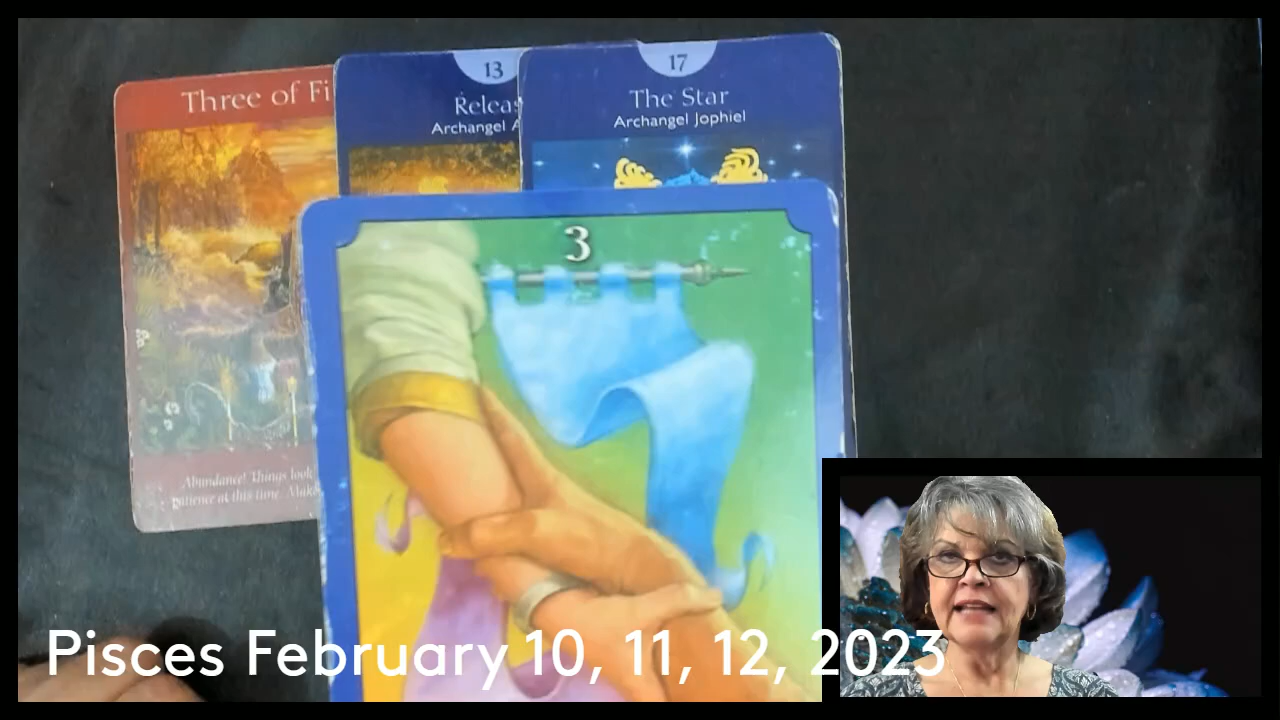 Three of Fi
13
Releas
Archangel A
17
The Star
Archangel Jophiel
3
Abundance! Things look
patience at this time. Mak
Pisces February 10, 11, 12, 2023